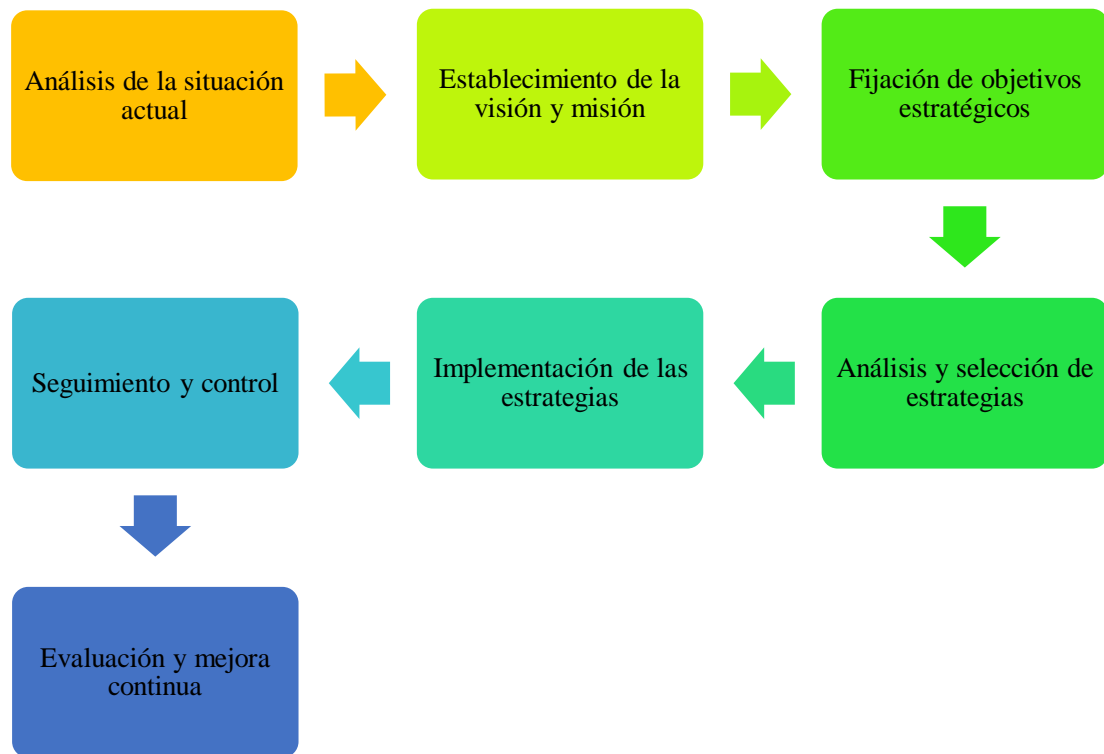 Análisis de la situación
actual
Establecimiento de la
visión y misión
Fijación de objetivos
estratégicos
Análisis y selección de
estrategias
Implementación de las
estrategias
Seguimiento y control
Evaluación y mejora
continua